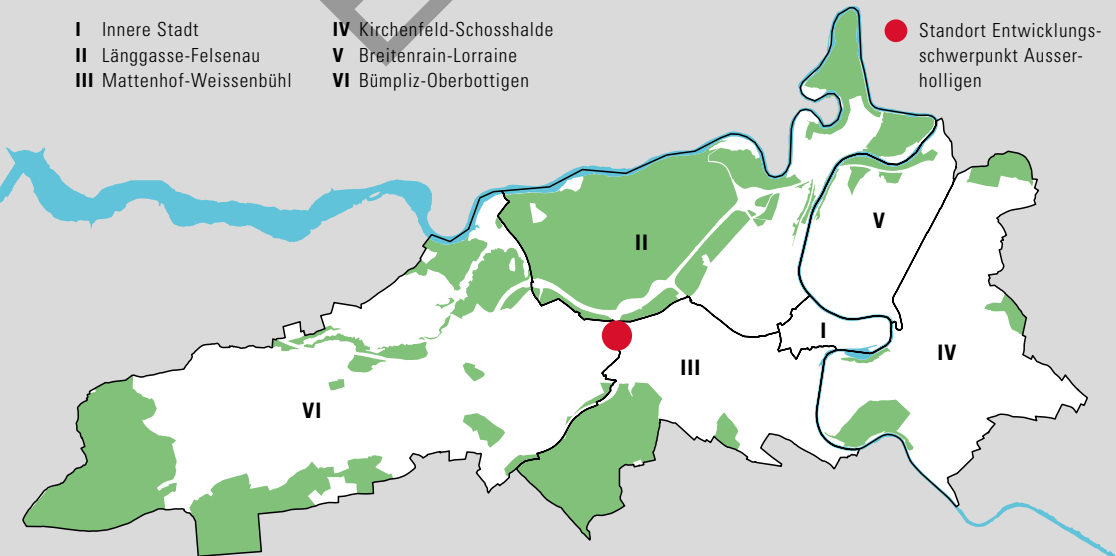 I Innere Stadt
II Länggasse-Felsenau
III Mattenhof-Weissenbühl
IV Kirchenfeld-Schosshalde
V Breitenrain-Lorraine
VI Bümpliz-Oberbottigen
Standort Entwicklungs-
schwerpunkt Ausser-
holligen
II
V
I
IV
III
VI